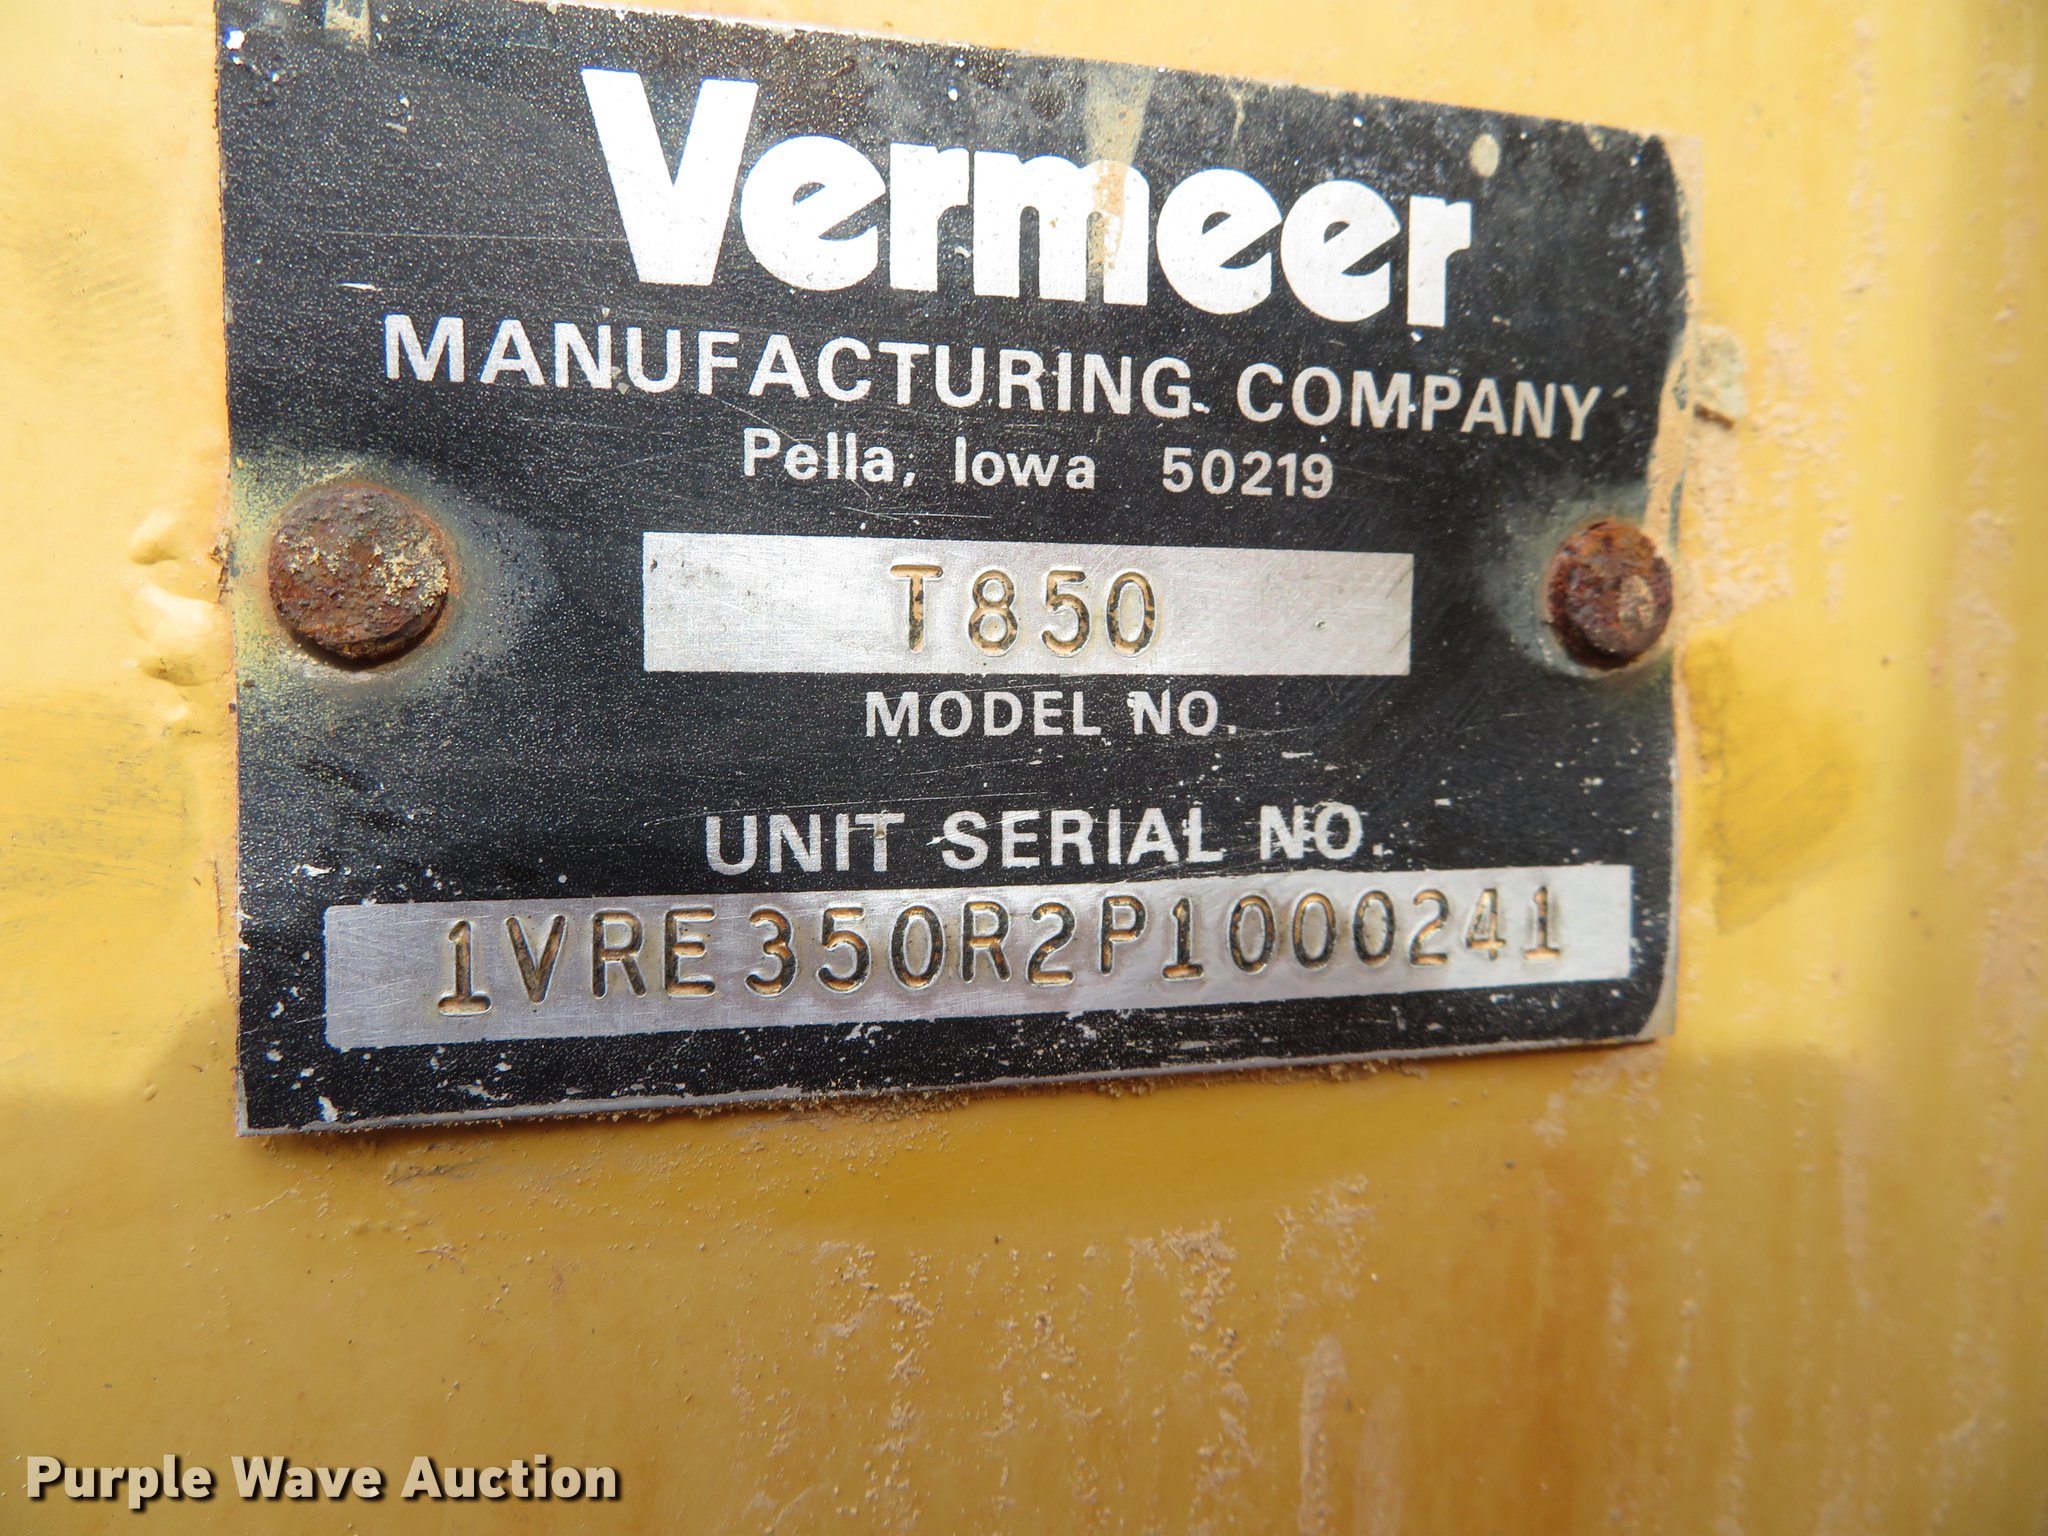 Vermeer
MANUFACTURING COMPANY
Pella, Iowa 50219
T850
MODEL NO.
UNIT SERIAL NO.
1VRE350R2P1000241
Purple Wave Auction